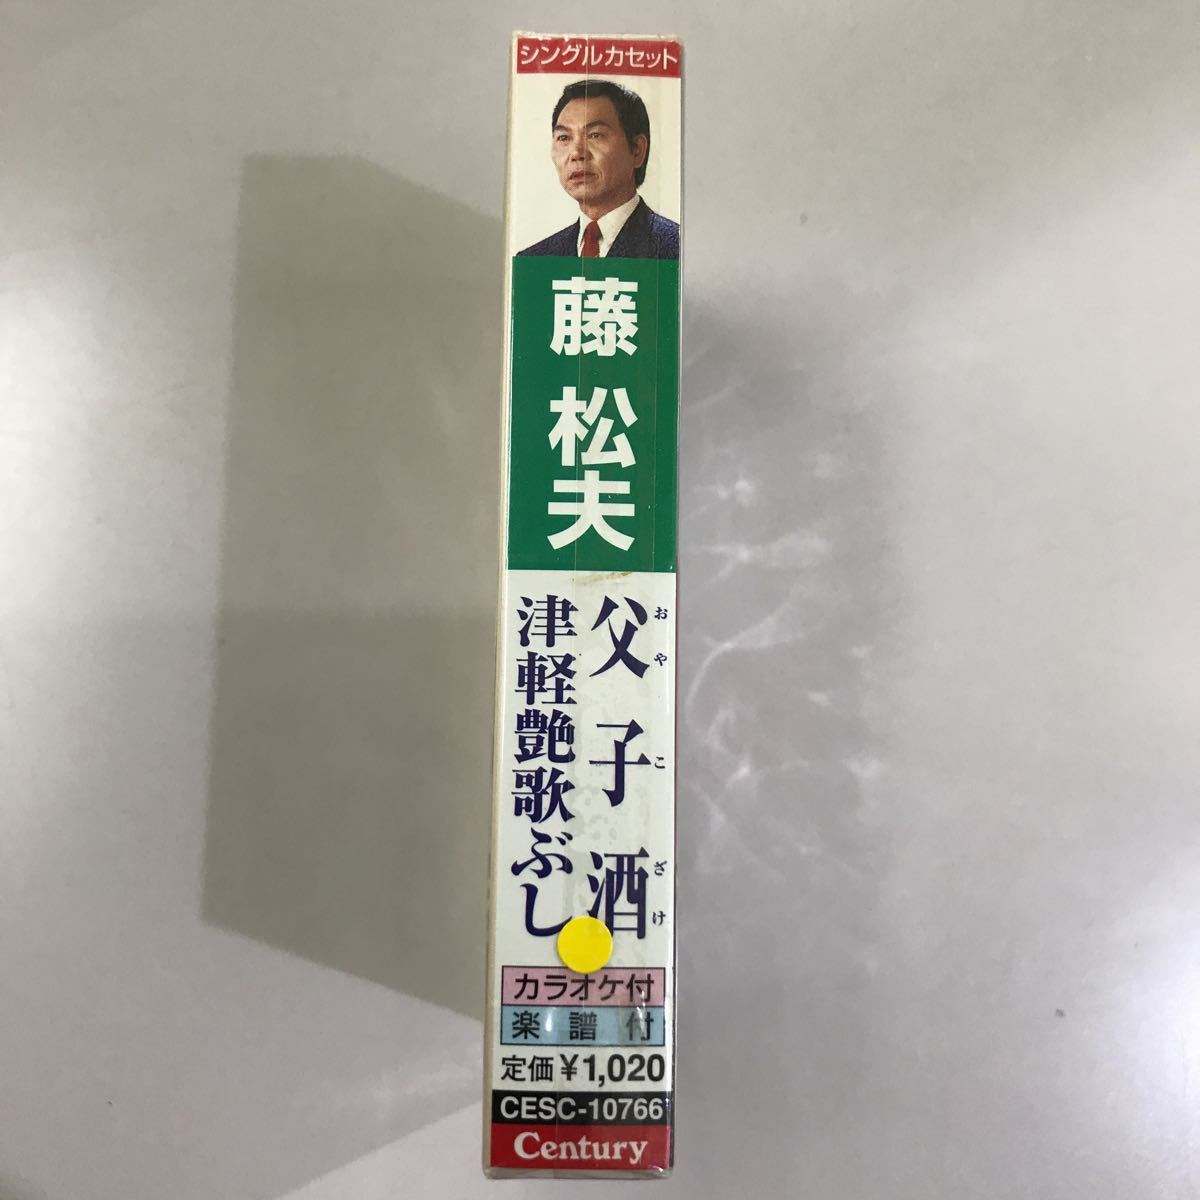 シングルカセット
藤 松夫
父子酒
おやこざけ
津軽艶歌ぶし
カラオケ付
楽譜付
定価￥1,020
CESC-10766
Century